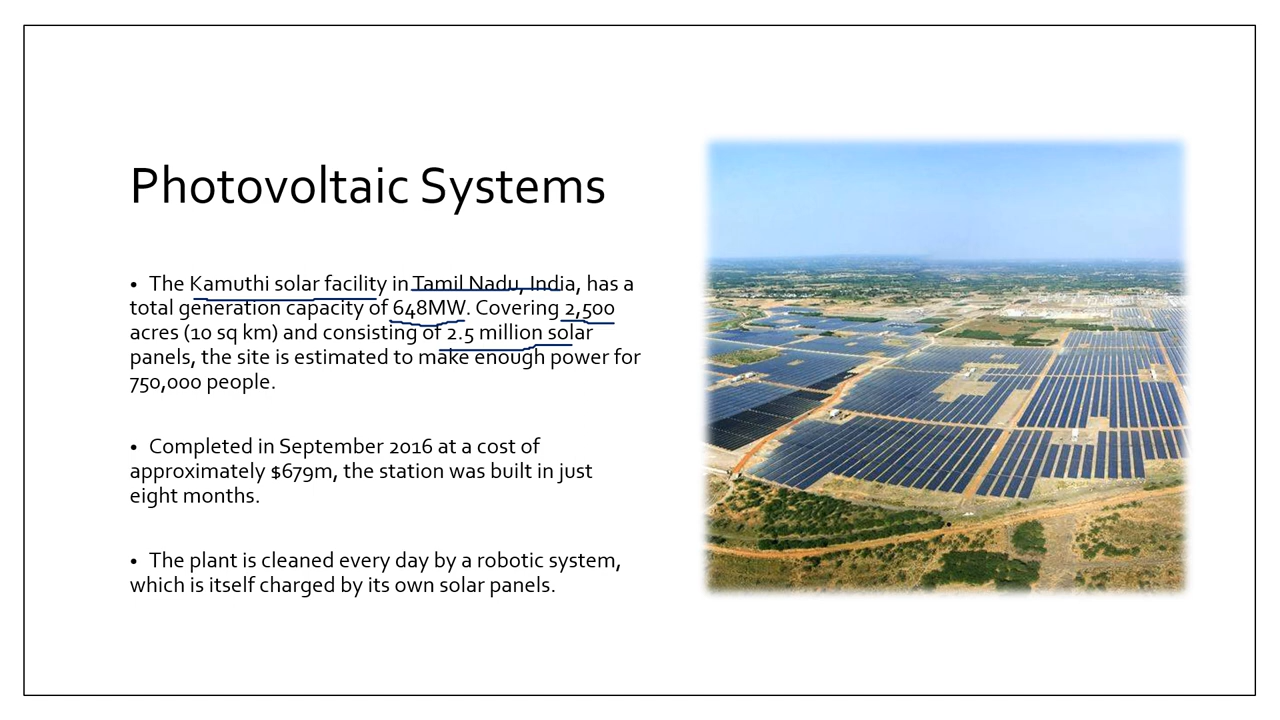 Photovoltaic Systems
• The Kamuthi solar facility in Tamil Nadu, India, has a
total generation capacity of 648MW. Covering 2,500
acres (10 sq km) and consisting of 2.5 million solar
panels, the site is estimated to make enough power for
750,000 people.
• Completed in September 2016 at a cost of
approximately $679m, the station was built in just
eight months.
• The plant is cleaned every day by a robotic system,
which is itself charged by its own solar panels.